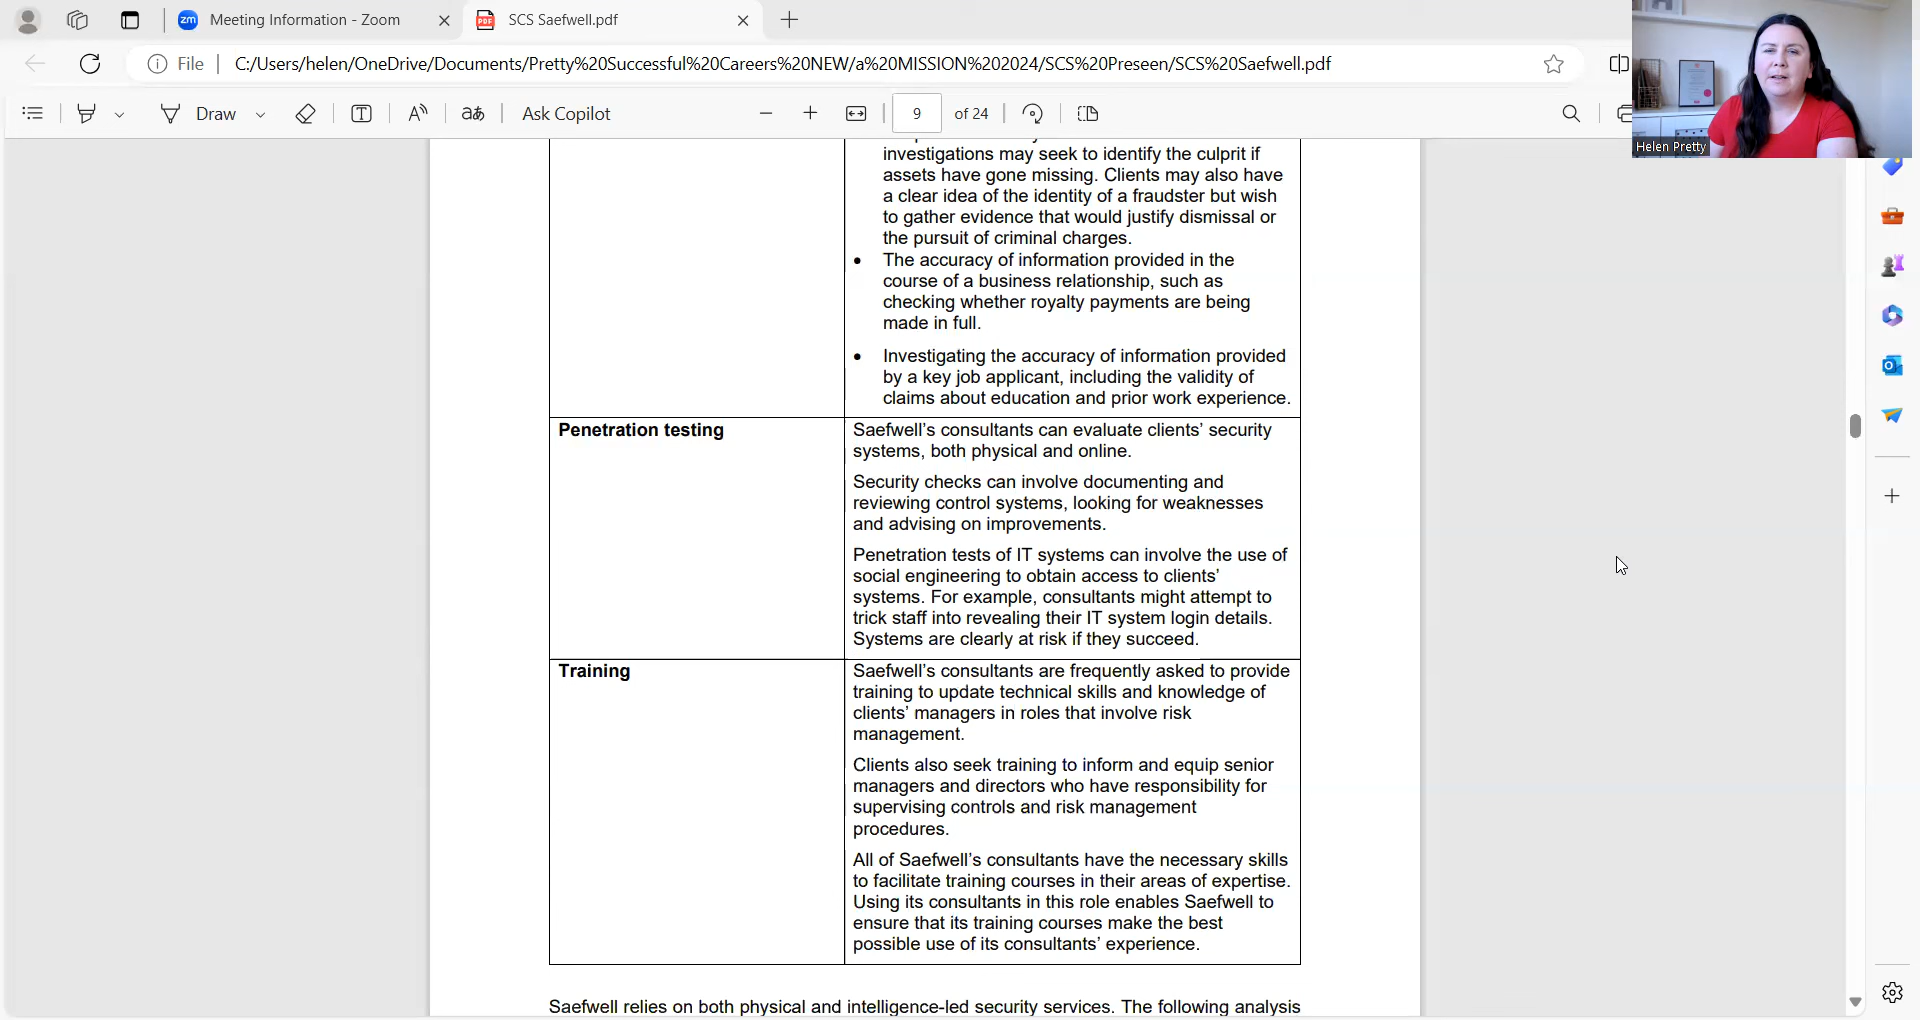 Meeting Information - Zoom
SCS Saefwell.pdf
File
C:/Users/helen/OneDrive/Documents/Pretty%20Successful%20Careers%20NEW/a%20MISSION%202024/SCS%20Preseen/SCS%20Saefwell.pdf
Draw
Ask Copilot
9 of 24
Helen Pretty
investigations may seek to identify the culprit if
assets have gone missing. Clients may also have
a clear idea of the identity of a fraudster but wish
to gather evidence that would justify dismissal or
the pursuit of criminal charges.
• The accuracy of information provided in the
course of a business relationship, such as
checking whether royalty payments are being
made in full.
• Investigating the accuracy of information provided
by a key job applicant, including the validity of
claims about education and prior work experience.
Penetration testing
Saefwell's consultants can evaluate clients' security
systems, both physical and online.
Security checks can involve documenting and
reviewing control systems, looking for weaknesses
and advising on improvements.
Penetration tests of IT systems can involve the use of
social engineering to obtain access to clients'
systems. For example, consultants might attempt to
trick staff into revealing their IT system login details.
Systems are clearly at risk if they succeed.
Training
Saefwell's consultants are frequently asked to provide
training to update technical skills and knowledge of
clients' managers in roles that involve risk
management.
Clients also seek training to inform and equip senior
managers and directors who have responsibility for
supervising controls and risk management
procedures.
All of Saefwell's consultants have the necessary skills
to facilitate training courses in their areas of expertise.
Using its consultants in this role enables Saefwell to
ensure that its training courses make the best
possible use of its consultants' experience.
Saefwell relies on both physical and intelligence-led security services. The following analysis